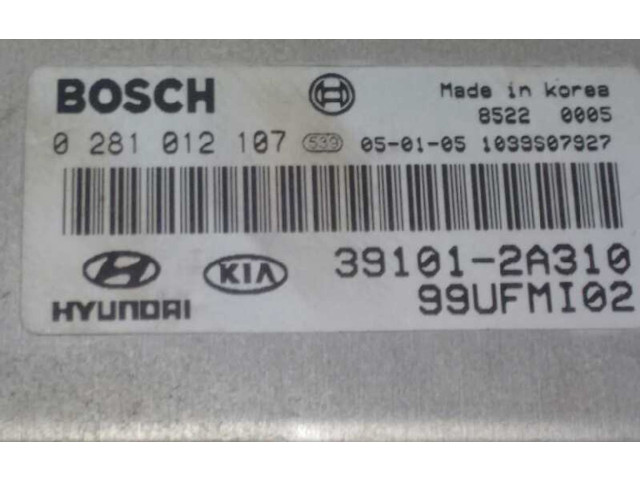 BOSCH
Made in korea
8522 0005
0 281 012 107 539 05-01-05 1039S07927
HYUNDAI
KIA
39101-2A310
99UFMI02